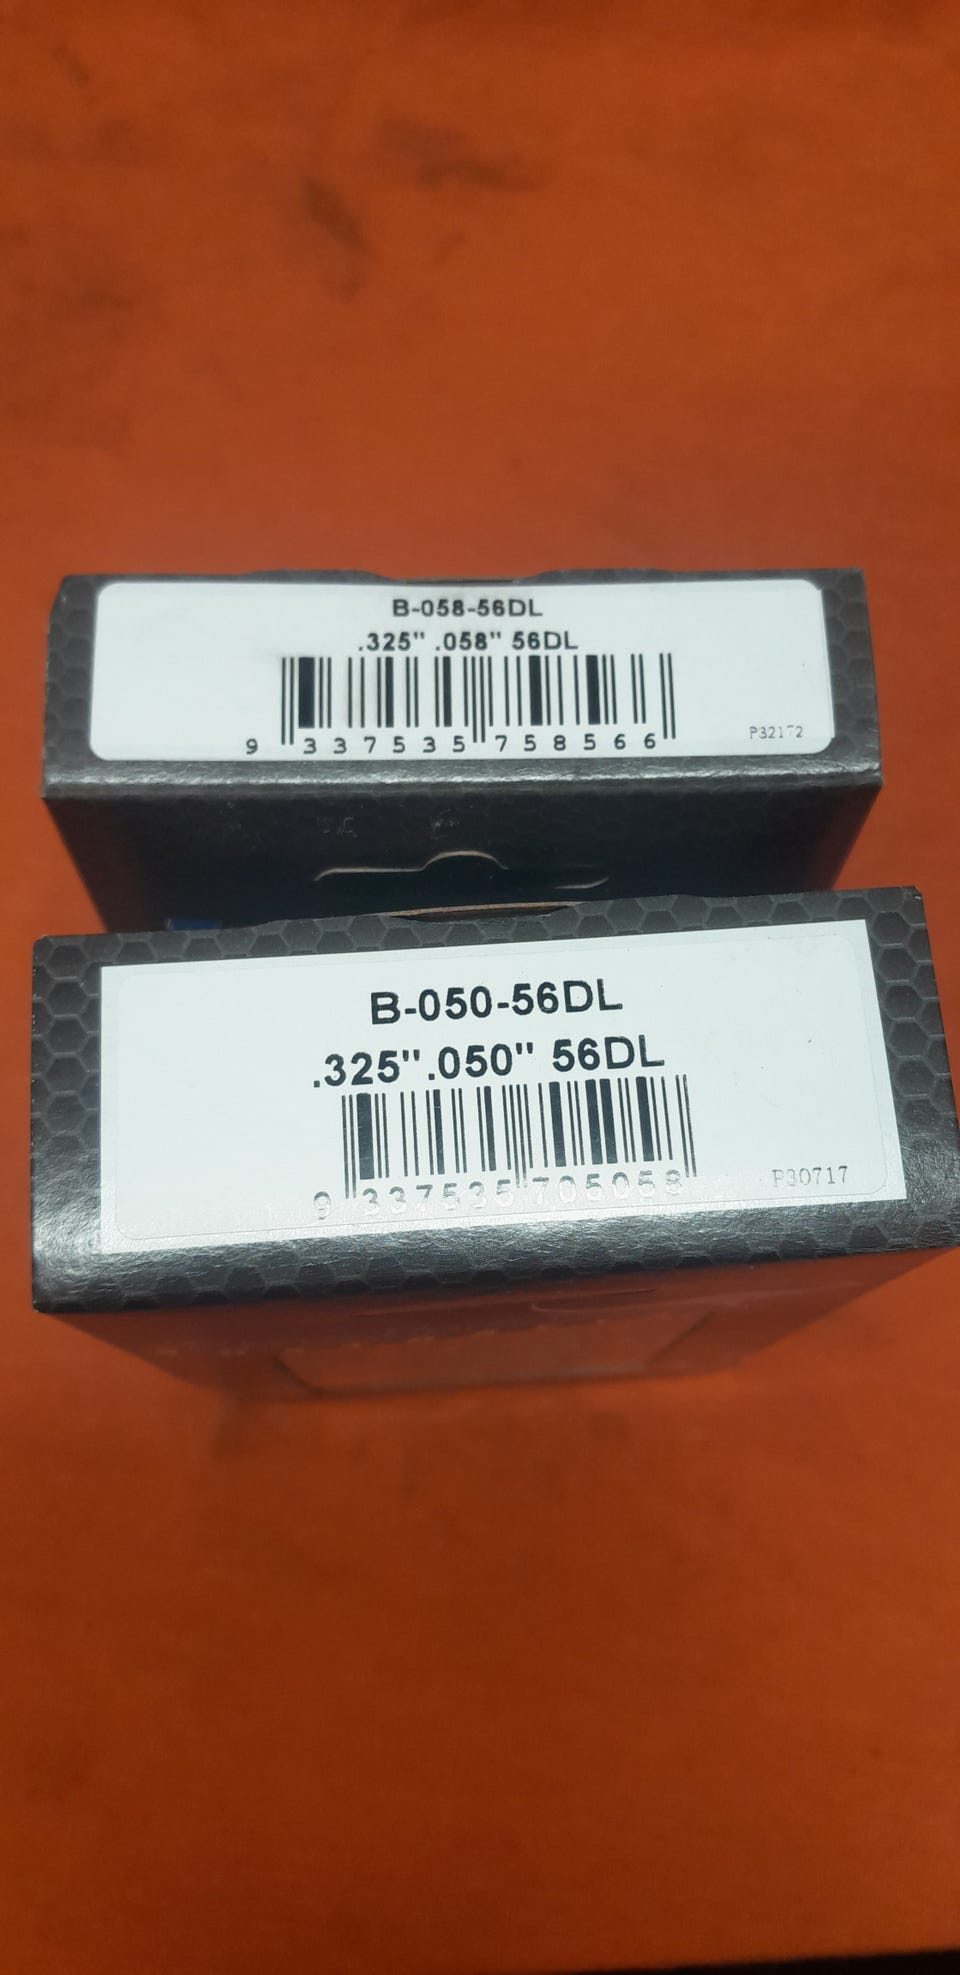 B-058-56DL
.325" .058" 56DL
9 337535 758566
P32172
B-050-56DL
.325" .050" 56DL
9 337535 705058
P30717